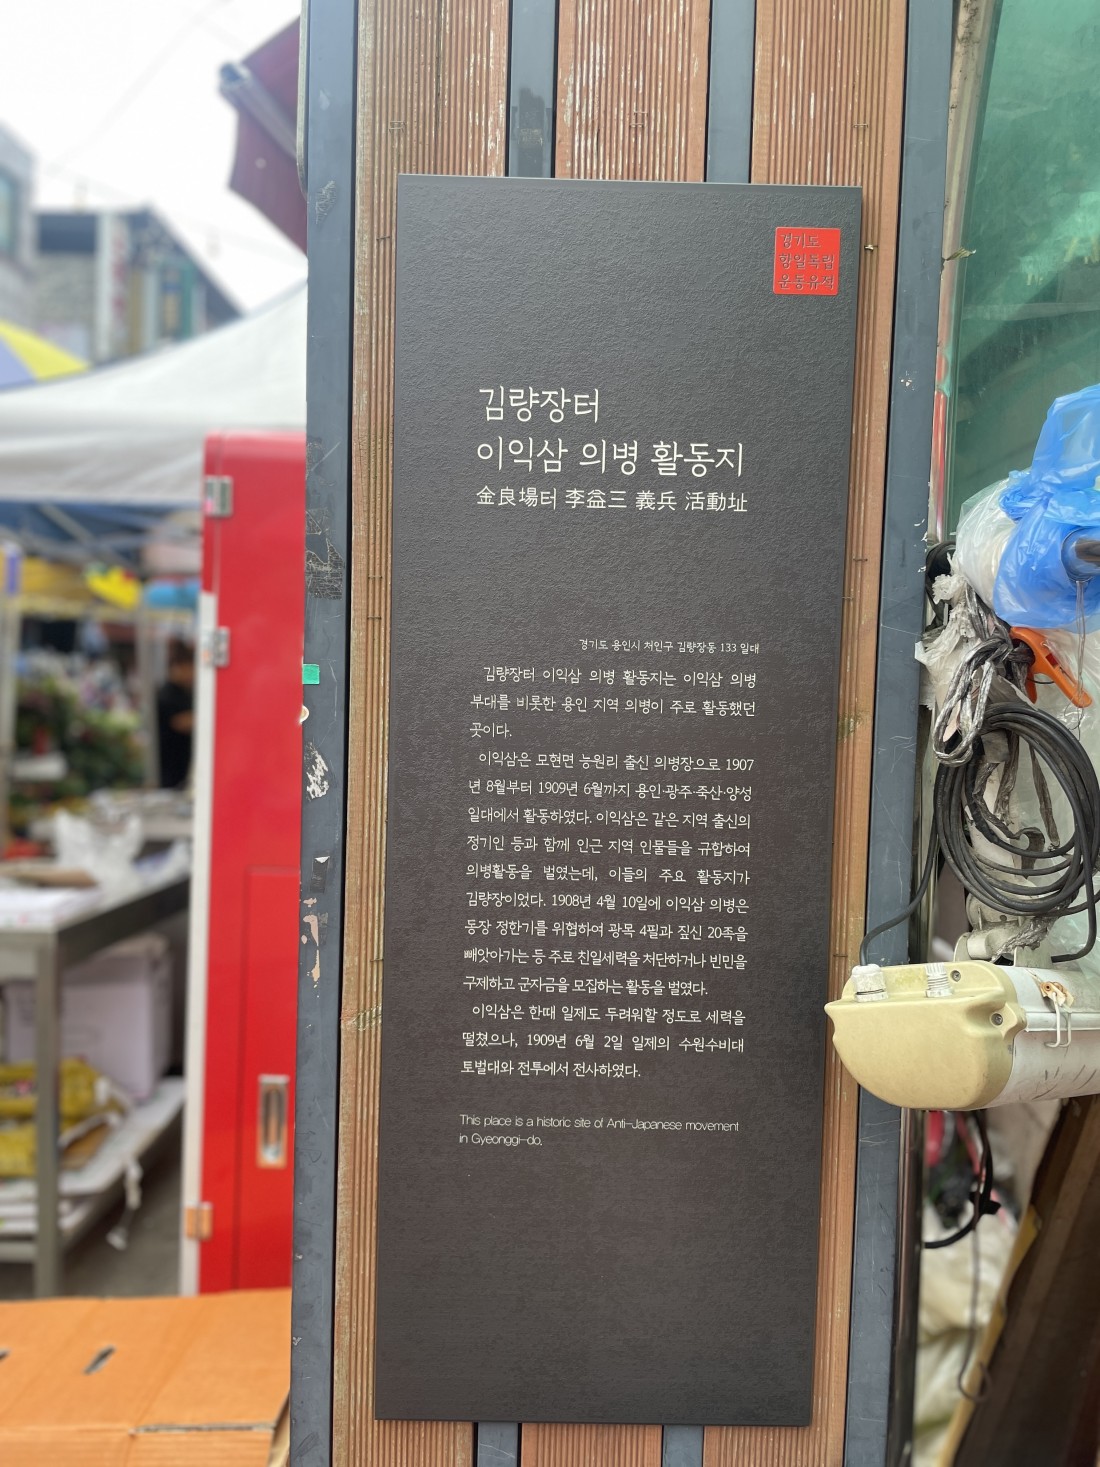 경기도
항일독립
운동유적
김량장터
이익삼 의병 활동지
金良場터 李益三 義兵 活動址
경기도 용인시 처인구 김량장동 133 일대
김량장터 이익삼 의병 활동지는 이익삼 의병
부대를 비롯한 용인 지역 의병이 주로 활동했던
곳이다.
이익삼은 모현면 능원리 출신 의병장으로 1907
년 8월부터 1909년 6월까지 용인·광주·죽산·양성
일대에서 활동하였다. 이익삼은 같은 지역 출신의
정기인 등과 함께 인근 지역 인물들을 규합하여
의병활동을 벌였는데, 이들의 주요 활동지가
김량장이었다. 1908년 4월 10일에 이익삼 의병은
동장 정한기를 위협하여 광목 4필과 짚신 20족을
빼앗아가는 등 주로 친일세력을 처단하거나 빈민을
구제하고 군자금을 모집하는 활동을 벌였다.
이익삼은 한때 일제도 두려워할 정도로 세력을
떨쳤으나, 1909년 6월 2일 일제의 수원수비대
토벌대와 전투에서 전사하였다.
This place is a historic site of Anti-Japanese movement
in Gyeonggi-do.